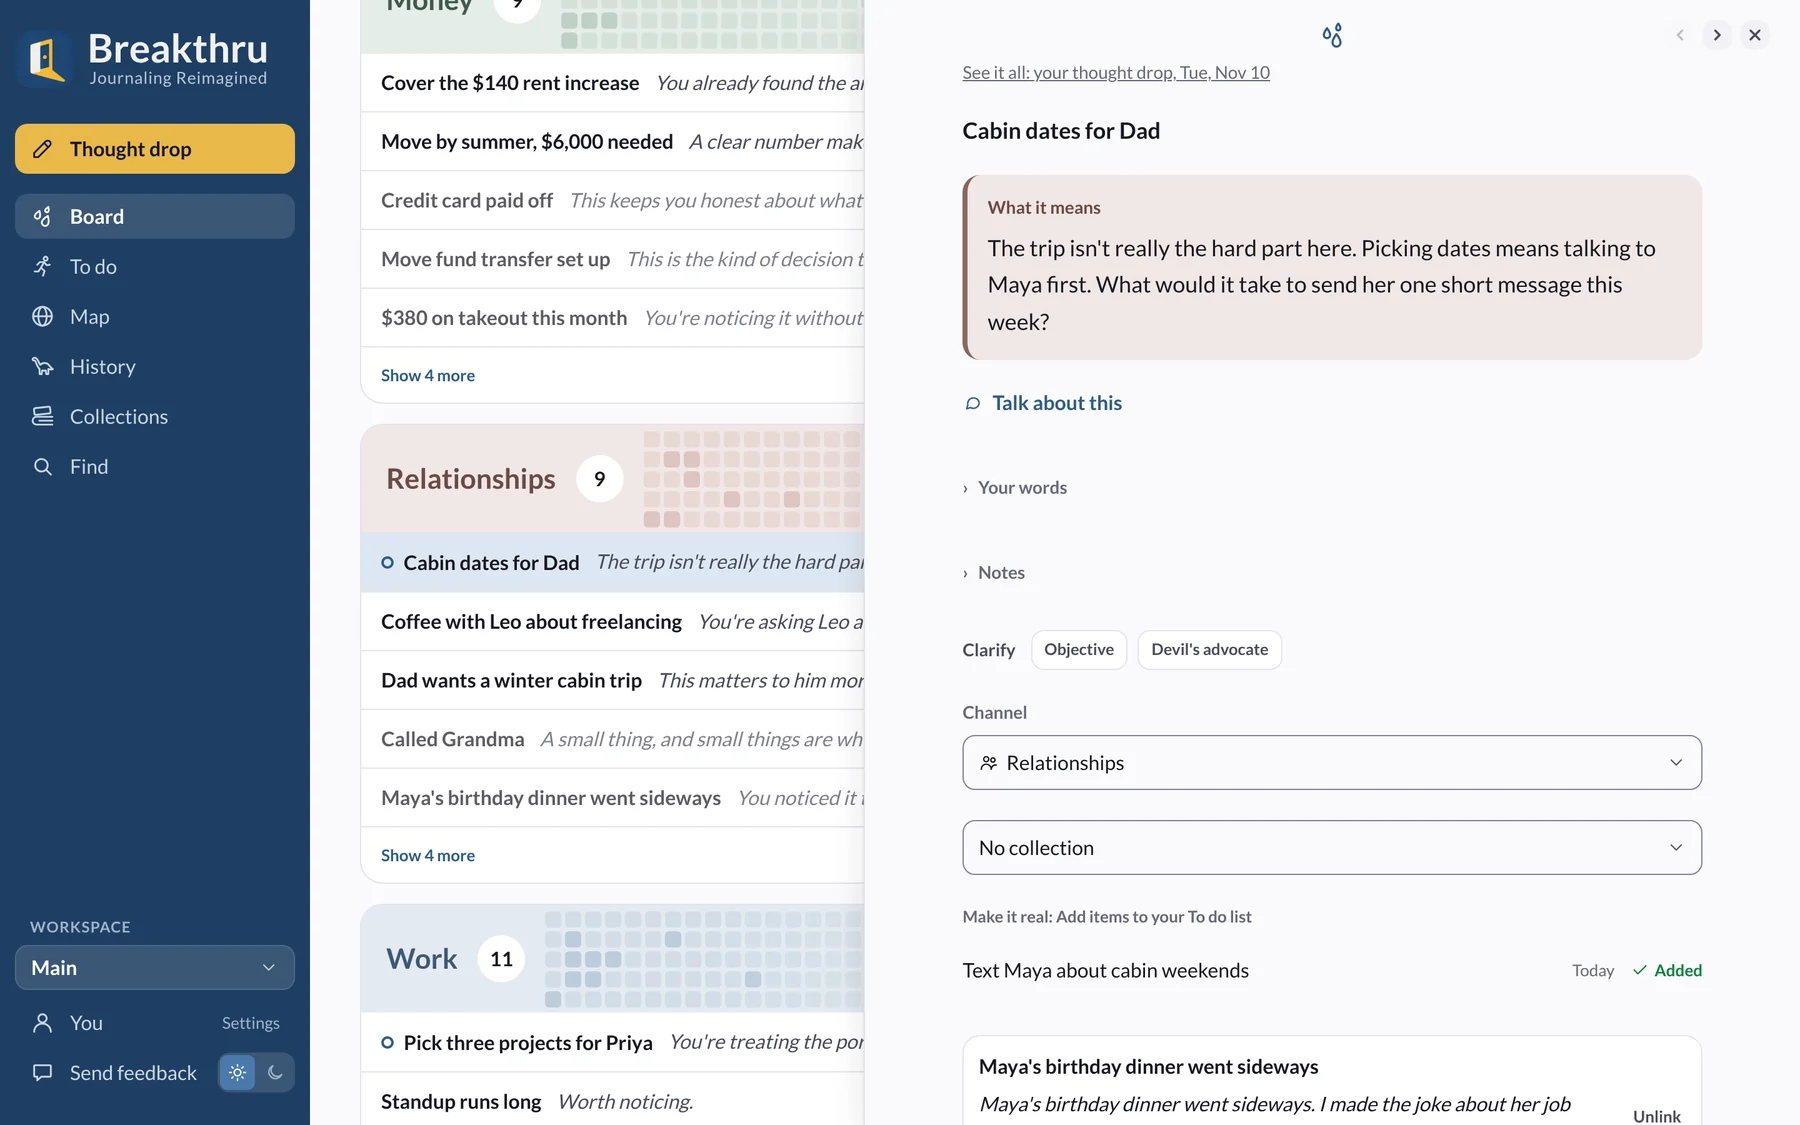 Breakthru
Journaling Reimagined
Thought drop
Board
To do
Map
History
Collections
Find
WORKSPACE
Main
You Settings
Send feedback
Money 9
Cover the $140 rent increase You already found the
Move by summer, $6,000 needed A clear number mak
Credit card paid off This keeps you honest about what
Move fund transfer set up This is the kind of decision
$380 on takeout this month You're noticing it without
Show 4 more
Relationships 9
Cabin dates for Dad The trip isn't really the hard par
Coffee with Leo about freelancing You're asking Leo a
Dad wants a winter cabin trip This matters to him mor
Called Grandma A small thing, and small things are wh
Maya's birthday dinner went sideways You noticed it
Show 4 more
Work 11
Pick three projects for Priya You're treating the por
Standup runs long Worth noticing.
See it all: your thought drop, Tue, Nov 10
Cabin dates for Dad
What it means
The trip isn't really the hard part here. Picking dates means talking to
Maya first. What would it take to send her one short message this
week?
Talk about this
Your words
Notes
Clarify Objective Devil's advocate
Channel
Relationships
No collection
Make it real: Add items to your To do list
Text Maya about cabin weekends Today Added
Maya's birthday dinner went sideways
Maya's birthday dinner went sideways. I made the joke about her job
Unlink